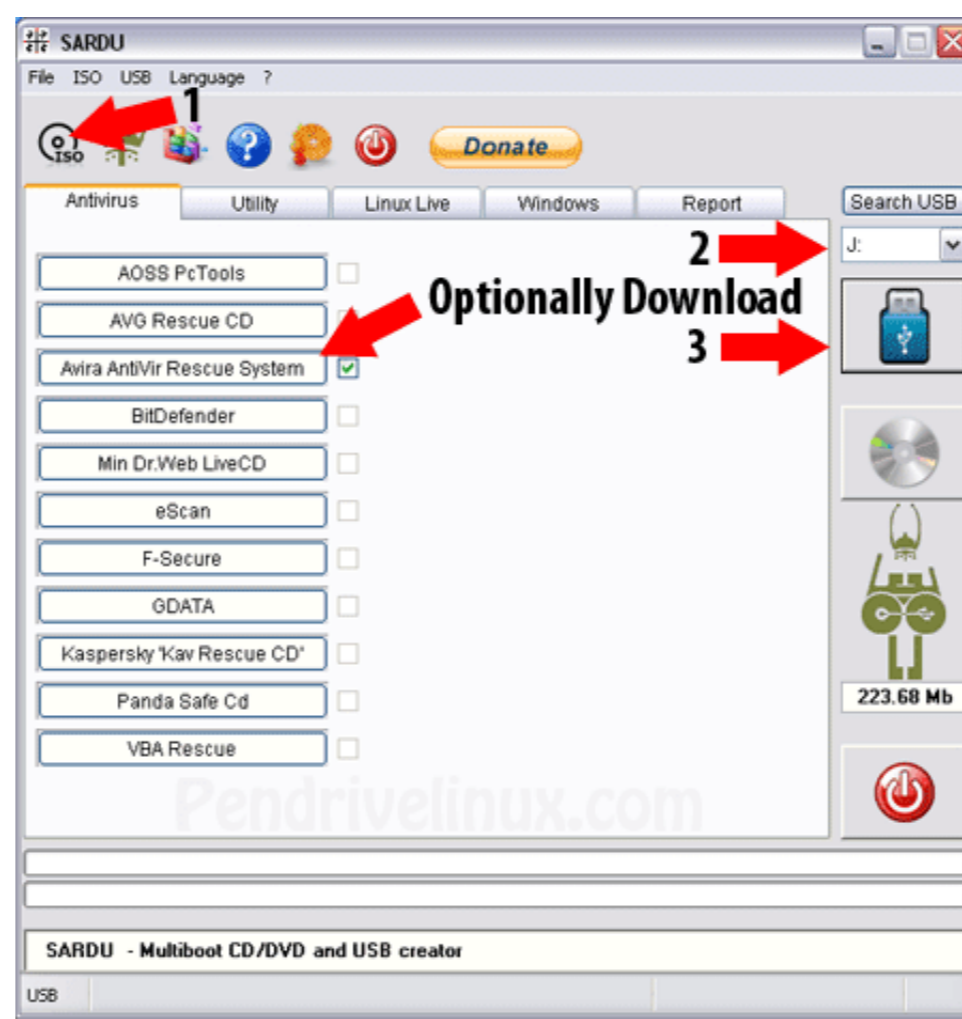 SARDU
File ISO USB Language ?
1
ISO
Donate
Antivirus Utility Linux Live Windows Report
Search USB
2
J:
AOSS PcTools
Optionally Download
AVG Rescue CD
3
Avira AntiVir Rescue System
BitDefender
Min Dr.Web LiveCD
eScan
F-Secure
GDATA
Kaspersky 'Kav Rescue CD'
Panda Safe Cd
223.68 Mb
VBA Rescue
Pendrivelinux.com
SARDU - Multiboot CD/DVD and USB creator
USB